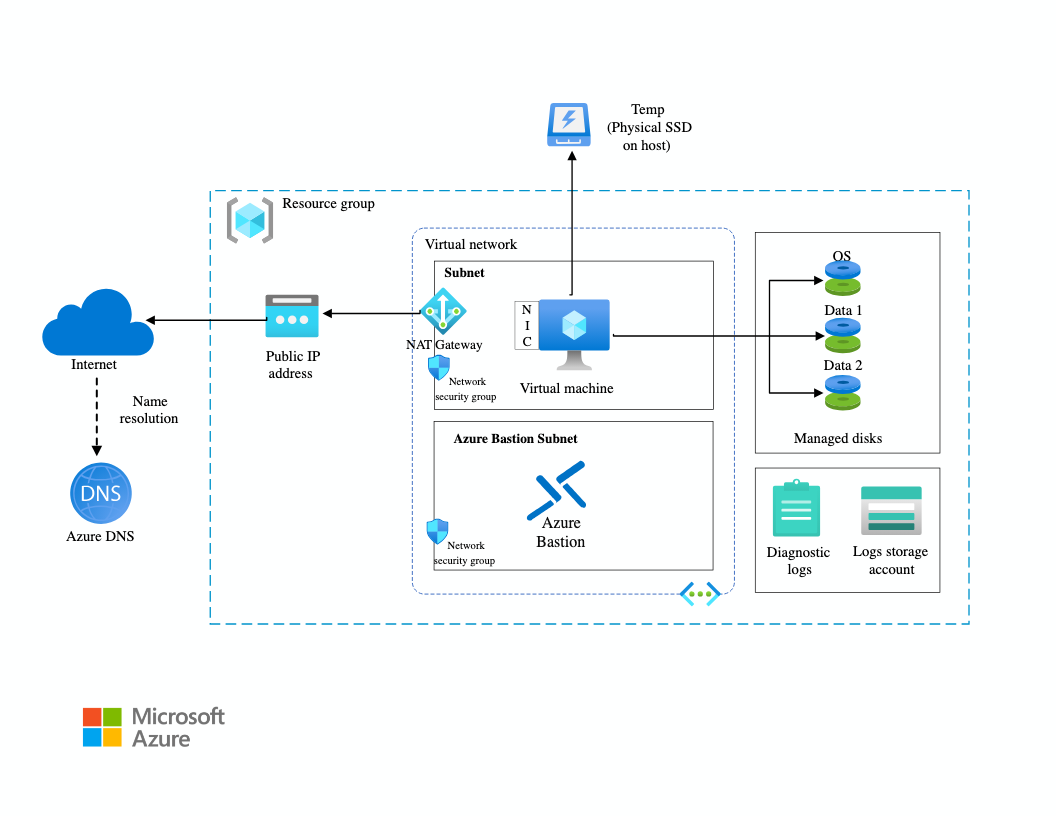 Temp
(Physical SSD
on host)
Resource group
Virtual network
Subnet
N
I
C
NAT Gateway
Network
security group
Virtual machine
OS
Data 1
Data 2
Managed disks
Public IP
address
Internet
Name
resolution
DNS
Azure DNS
Azure Bastion Subnet
Azure
Bastion
Network
security group
Diagnostic
logs
Logs storage
account
Microsoft
Azure